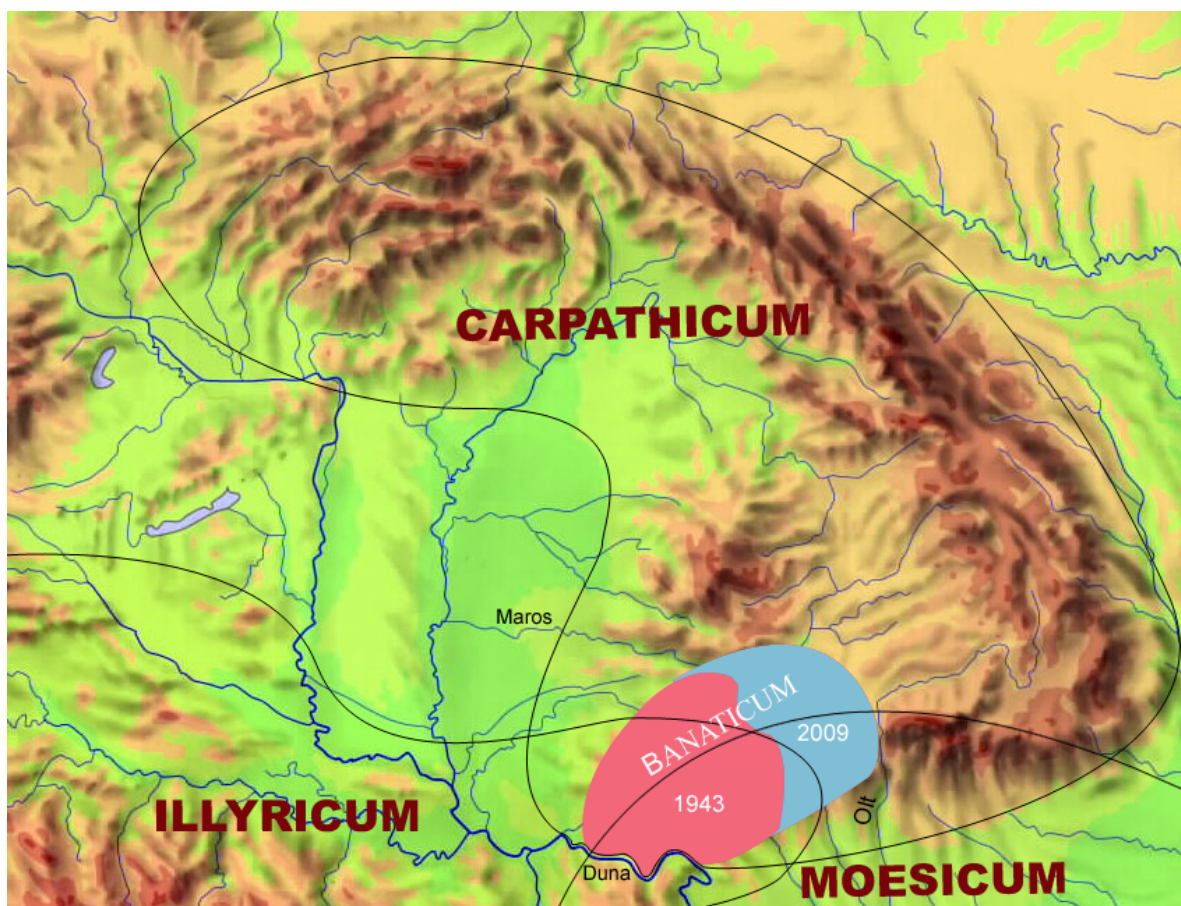 CARPATHICUM
Maros
BANATICUM
2009
1943
Olt
ILLYRICUM
Duna
MOESICUM